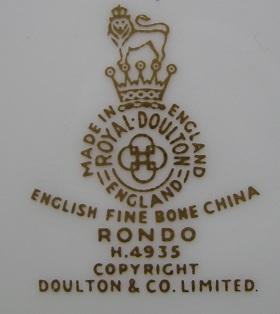 MADE IN ENGLAND
ROYAL·DOULTON
ENGLAND
ENGLISH FINE BONE CHINA
RONDO
H.4935
COPYRIGHT
DOULTON & CO. LIMITED.